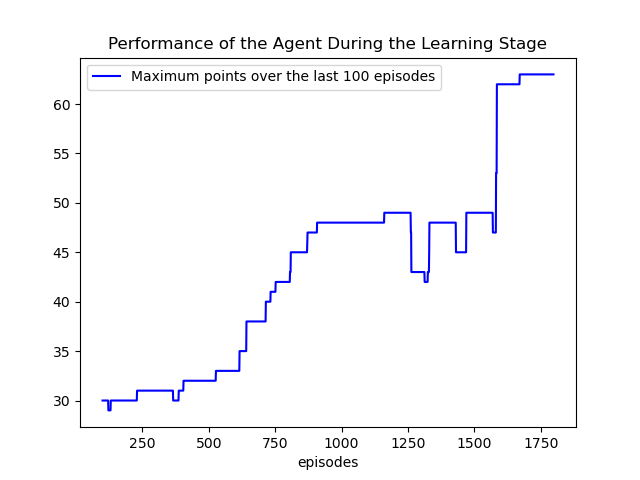 Performance of the Agent During the Learning Stage
Maximum points over the last 100 episodes
60
55
50
45
40
35
30
250 500 750 1000 1250 1500 1750
episodes